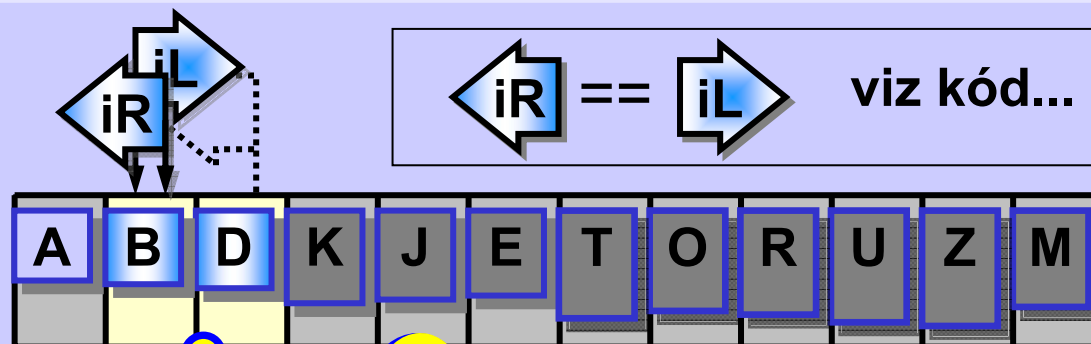 iL
iR
iR == iL viz kód...
A B D K J E T O R U Z M